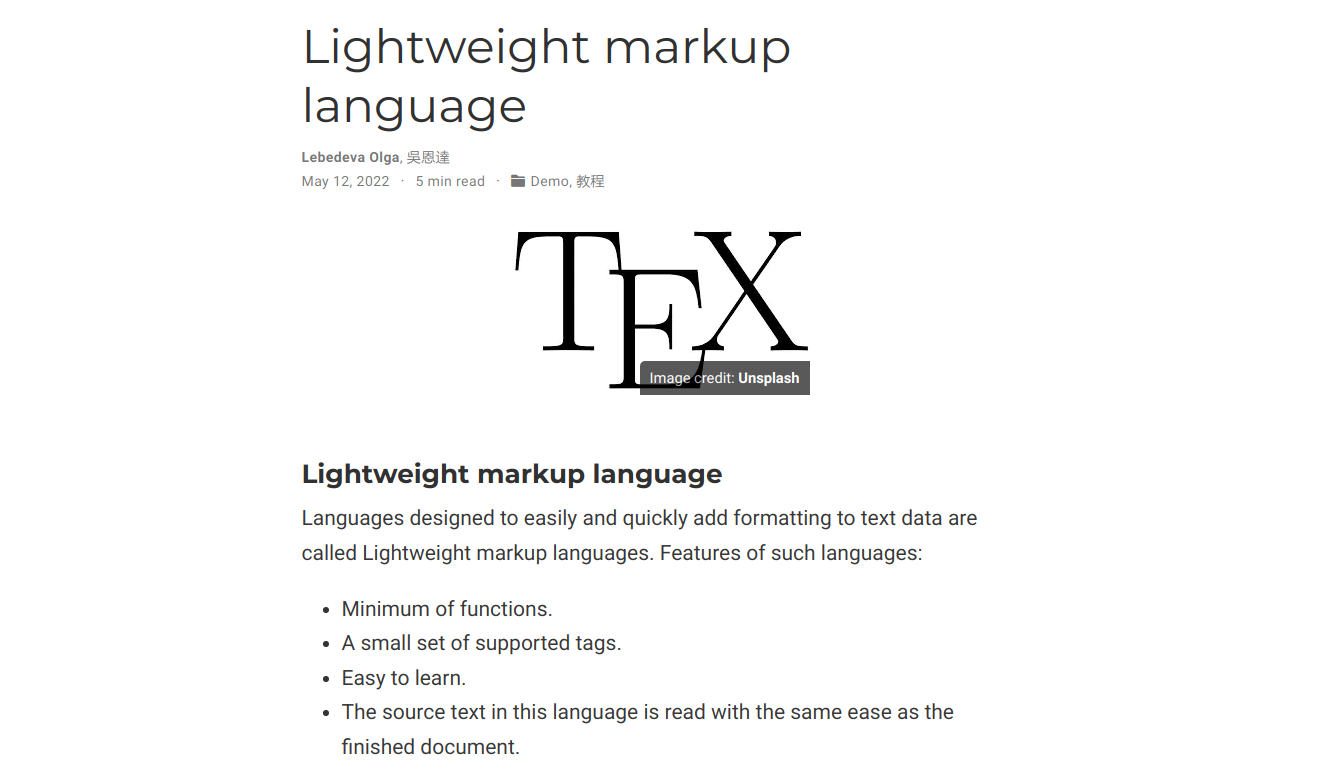 Lightweight markup
language
Lebedeva Olga, 吳恩達
May 12, 2022 · 5 min read · Demo, 教程
TEX
Image credit: Unsplash
Lightweight markup language
Languages designed to easily and quickly add formatting to text data are
called Lightweight markup languages. Features of such languages:
• Minimum of functions.
• A small set of supported tags.
• Easy to learn.
• The source text in this language is read with the same ease as the
finished document.